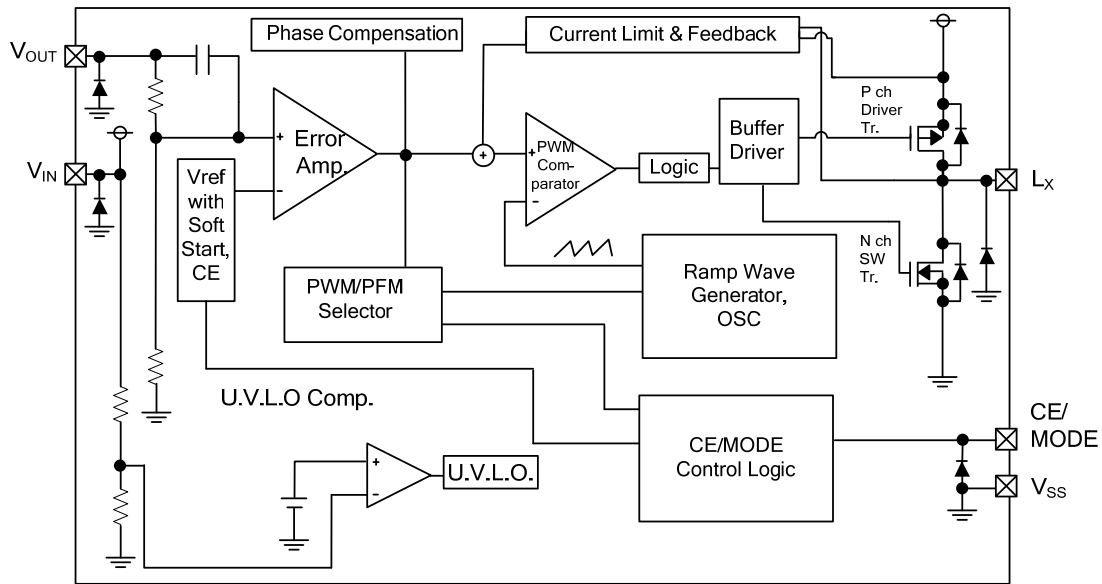 Phase Compensation
Current Limit & Feedback
VOUT
P ch
Driver
Tr.
Buffer
Driver
+
Error
Amp.
−
+
+
PWM
Com-
parator
−
Logic
VIN
Vref
with
Soft
Start,
CE
LX
N ch
SW
Tr.
PWM/PFM
Selector
Ramp Wave
Generator,
OSC
U.V.L.O Comp.
CE/
MODE
CE/MODE
Control Logic
+
−
U.V.L.O.
VSS